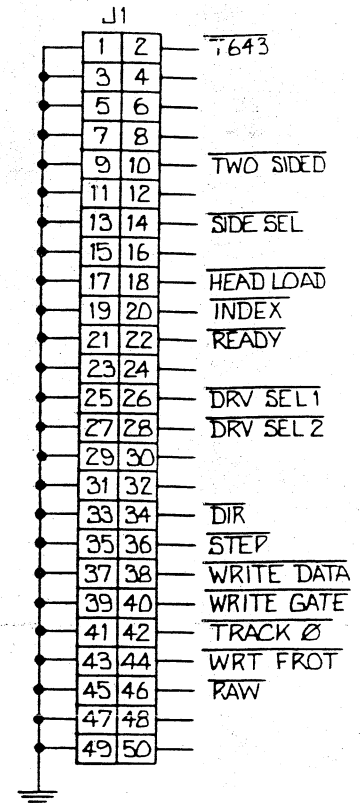 J1
1 2 T643
3 4
5 6
7 8
9 10 TWO SIDED
11 12
13 14 SIDE SEL
15 16
17 18 HEAD LOAD
19 20 INDEX
21 22 READY
23 24
25 26 DRV SEL 1
27 28 DRV SEL 2
29 30
31 32
33 34 DIR
35 36 STEP
37 38 WRITE DATA
39 40 WRITE GATE
41 42 TRACK Ø
43 44 WRT PROT
45 46 RAW
47 48
49 50